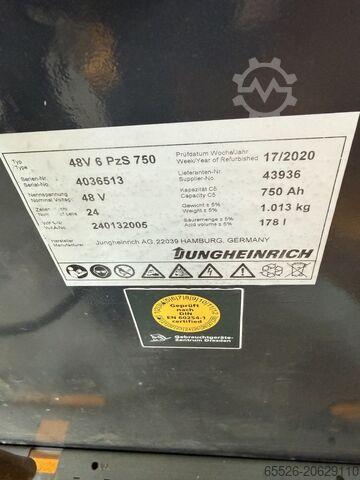 Typ
Type
48V 6 PzS 750
Prüfdatum Woche/Jahr
Week/Year of Refurbished
17/2020
Serien-Nr.
Serial-No.
4036513
Lieferanten-Nr.
Supplier-No.
43936
Nennspannung
Nominal Voltage
48 V
Kapazität C5
Capacity C5
750 Ah
24
Gewicht ± 5%
Weight ± 5%
1.013 kg
240132005
Säuremenge ± 5%
Acid volume ± 5%
178 l
Hersteller
Jungheinrich AG, 22039 HAMBURG, GERMANY
JUNGHEINRICH
Geprüft
nach
DIN
EN 60254-1
certified
Gebrauchtgeräte-
Zentrum Dresden
65526-20629110